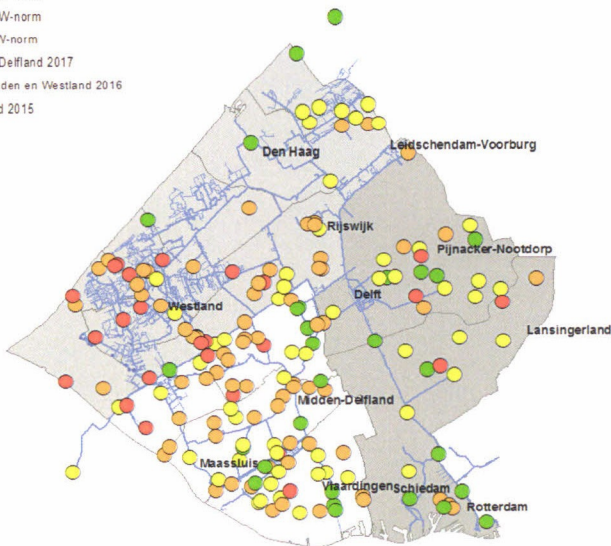 W-norm
W-norm
Delfland 2017
den en Westland 2016
d 2015
Den Haag
Leidschendam-Voorburg
Rijswijk
Pijnacker-Nootdorp
Delft
Westland
Lansingerland
Midden-Delfland
Maassluis
Vlaardingen
Schiedam
Rotterdam